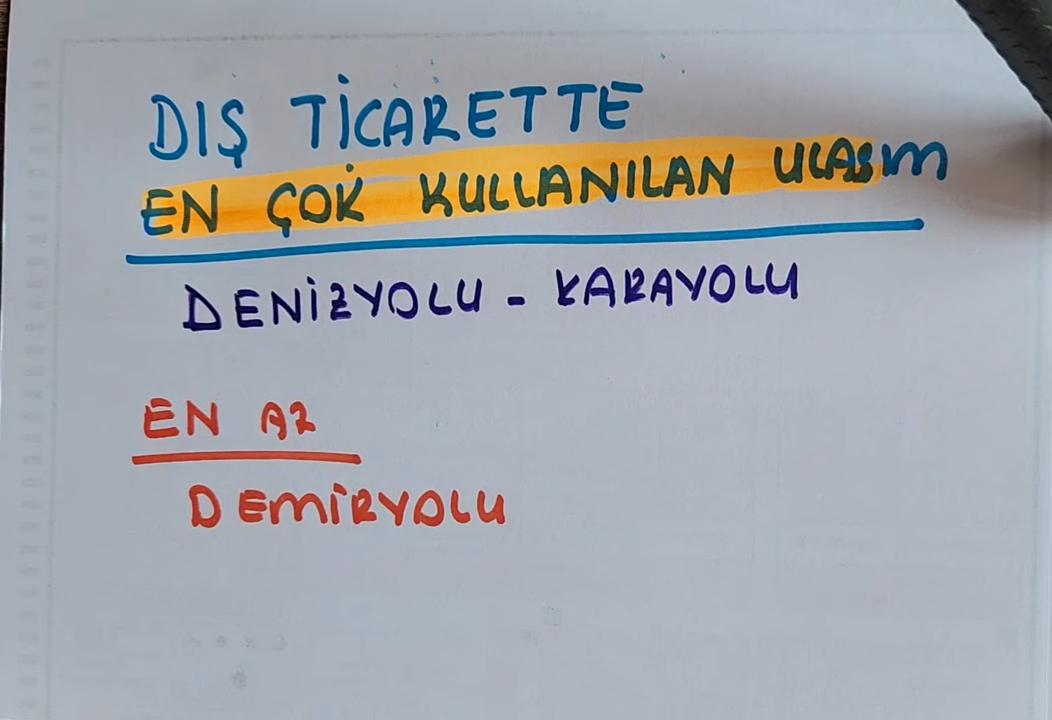 DIŞ TİCARETTE
EN ÇOK KULLANILAN ULAŞIM
DENİZYOLU - KARAYOLU
EN AZ
DEMİRYOLU